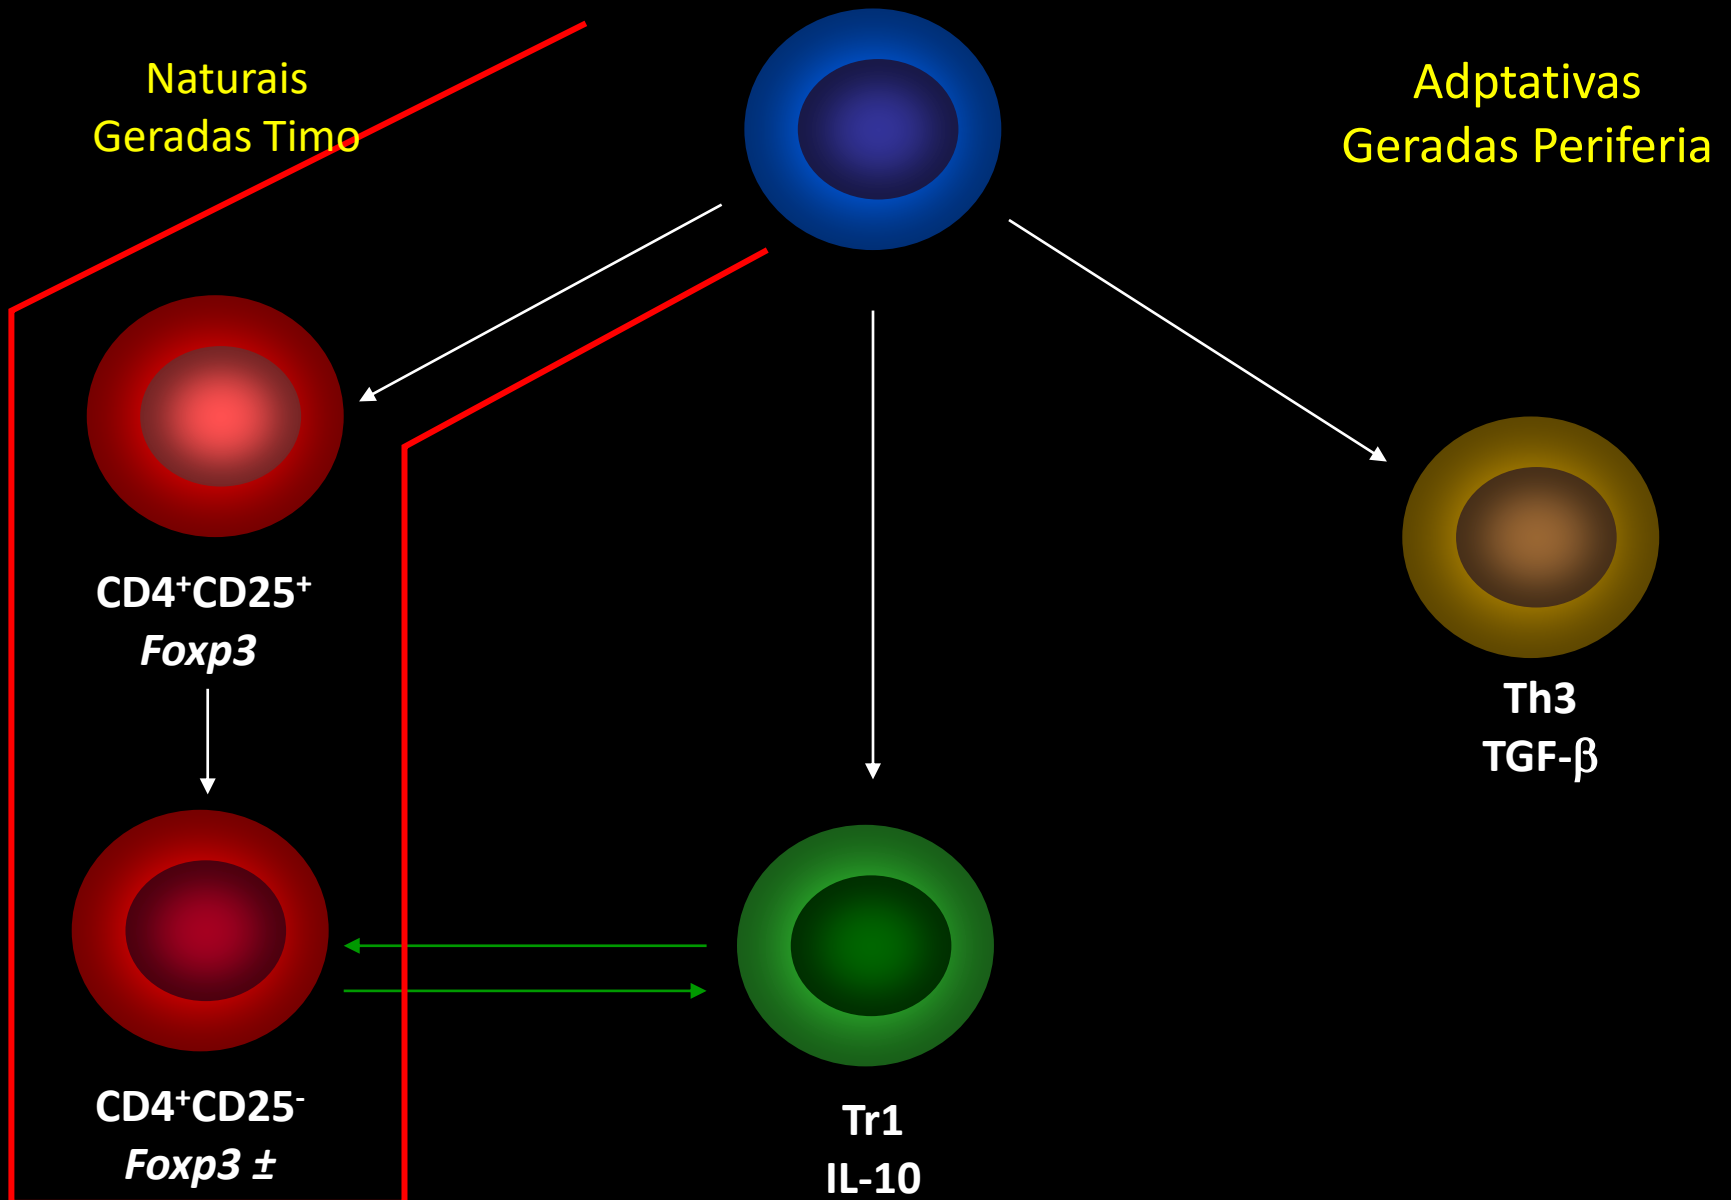 Naturais
Geradas Timo
Adptativas
Geradas Periferia
CD4⁺CD25⁺
Foxp3
Th3
TGF-β
CD4⁺CD25⁻
Foxp3 ±
Tr1
IL-10